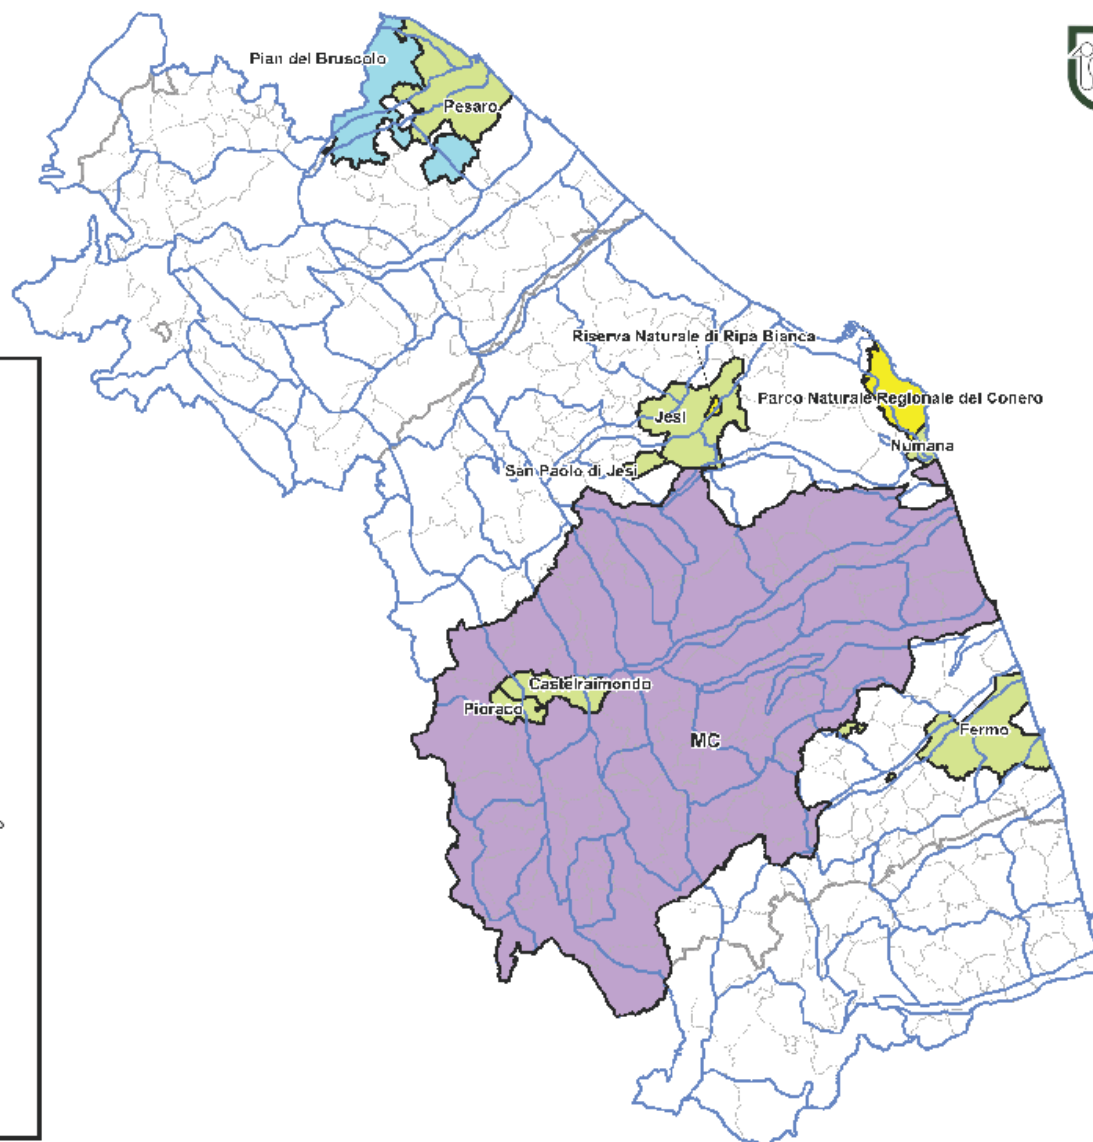 Pian del Bruscolo
Pesaro
Riserva Naturale di Ripa Bianca
Parco Naturale Regionale del Conero
Jesi
Numana
San Paolo di Jesi
Castelraimondo
Pioraco
Fermo
MC